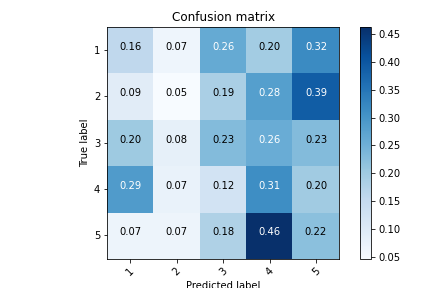 Confusion matrix
1 0.16 0.07 0.26 0.20 0.32
2 0.09 0.05 0.19 0.28 0.39
3 0.20 0.08 0.23 0.26 0.23
4 0.29 0.07 0.12 0.31 0.20
5 0.07 0.07 0.18 0.46 0.22
True label
1 2 3 4 5
Predicted label
0.45
0.40
0.35
0.30
0.25
0.20
0.15
0.10
0.05